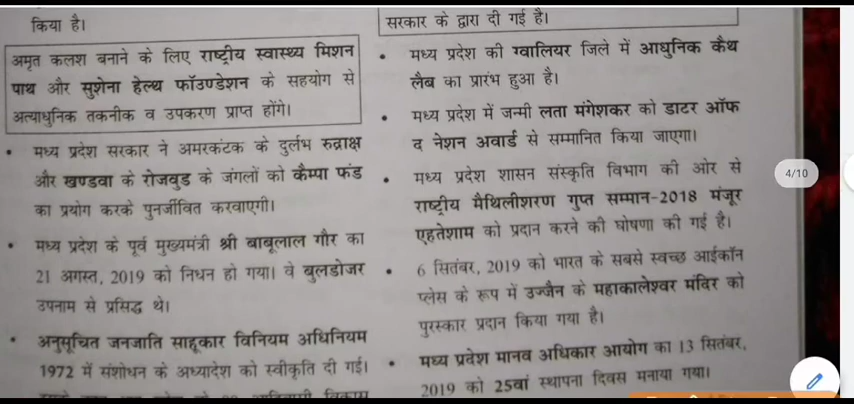 किया है।
अमृत कलश बनाने के लिए राष्ट्रीय स्वास्थ्य मिशन
पाथ और सुशेना हेल्थ फॉउण्डेशन के सहयोग से
अत्याधुनिक तकनीक व उपकरण प्राप्त होंगे।
• मध्य प्रदेश सरकार ने अमरकंटक के दुर्लभ रुद्राक्ष
और खण्डवा के रोजवुड के जंगलों को कैम्पा फंड
का प्रयोग करके पुनर्जीवित करवाएगी।
• मध्य प्रदेश के पूर्व मुख्यमंत्री श्री बाबूलाल गौर का
21 अगस्त, 2019 को निधन हो गया। वे बुलडोजर
उपनाम से प्रसिद्ध थे।
• अनुसूचित जनजाति साहूकार विनियम अधिनियम
1972 में संशोधन के अध्यादेश को स्वीकृति दी गई।
सरकार के द्वारा दी गई है।
• मध्य प्रदेश की ग्वालियर जिले में आधुनिक कैथ
लैब का प्रारंभ हुआ है।
• मध्य प्रदेश में जन्मी लता मंगेशकर को डाटर ऑफ
द नेशन अवार्ड से सम्मानित किया जाएगा।
• मध्य प्रदेश शासन संस्कृति विभाग की ओर से
राष्ट्रीय मैथिलीशरण गुप्त सम्मान-2018 मंजूर
एहतेशाम को प्रदान करने की घोषणा की गई है।
• 6 सितंबर, 2019 को भारत के सबसे स्वच्छ आईकॉन
प्लेस के रूप में उज्जैन के महाकालेश्वर मंदिर को
पुरस्कार प्रदान किया गया है।
• मध्य प्रदेश मानव अधिकार आयोग का 13 सितंबर,
2019 को 25वां स्थापना दिवस मनाया गया।
4/10